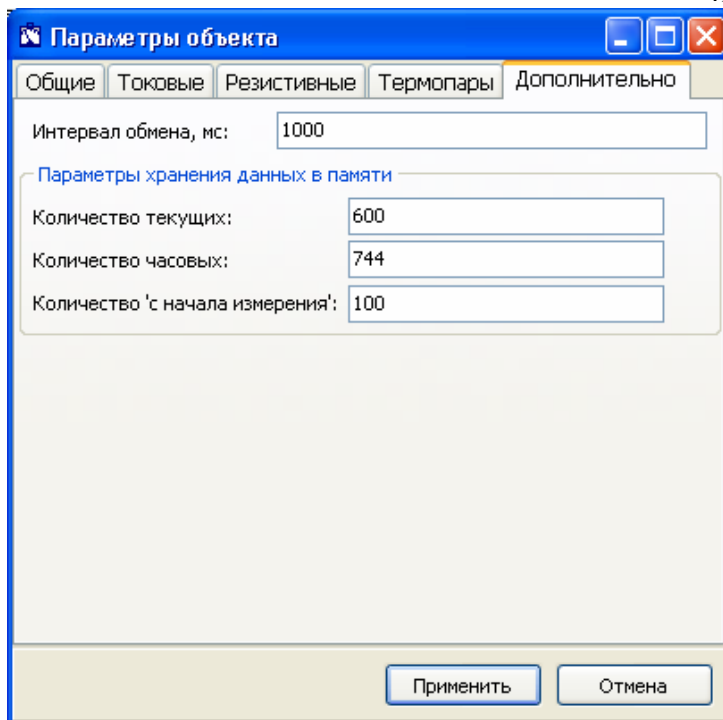 Параметры объекта
Общие Токовые Резистивные Термопары Дополнительно
Интервал обмена, мс: 1000
Параметры хранения данных в памяти
Количество текущих: 600
Количество часовых: 744
Количество 'с начала измерения': 100
Применить Отмена